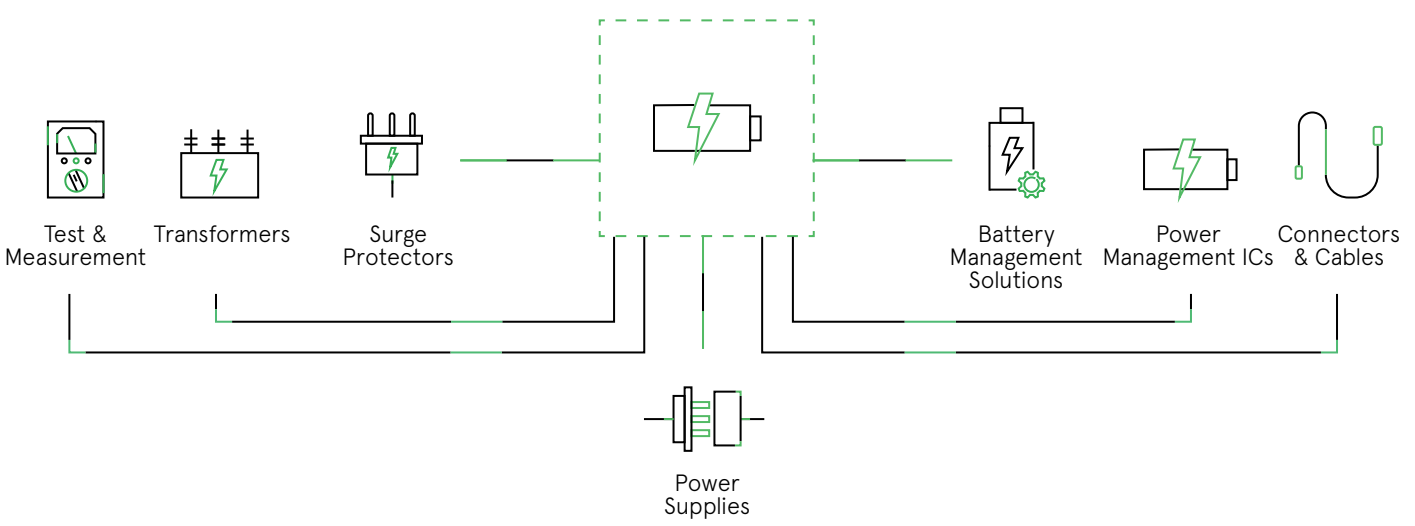 Test &
Measurement
Transformers
Surge
Protectors
Battery
Management
Solutions
Power
Management ICs
Connectors
& Cables
Power
Supplies